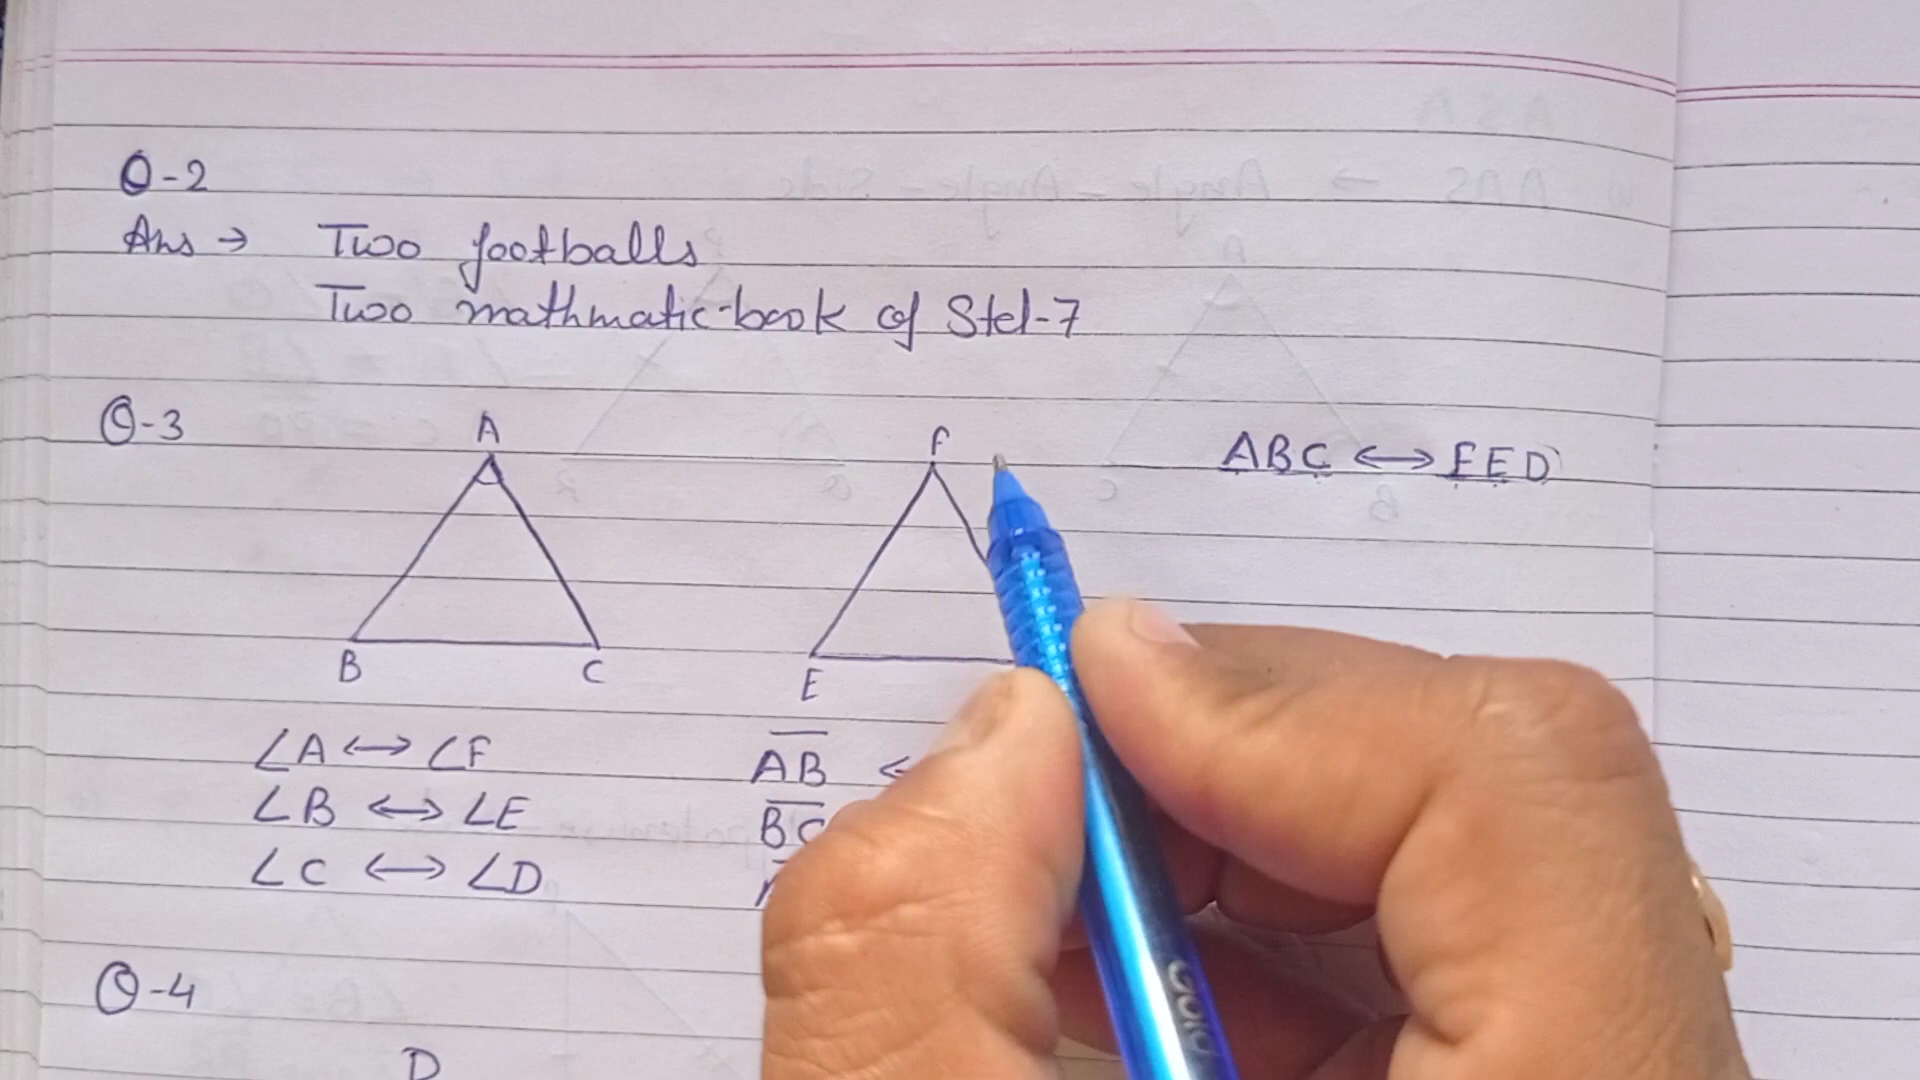 Q-2
Ans → Two footballs
Two mathmatic-book of Std-7
Q-3
A
F
ABC ↔ FED
B
C
E
∠A ↔ ∠F
∠B ↔ ∠E
∠C ↔ ∠D
AB
BC
Q-4
D